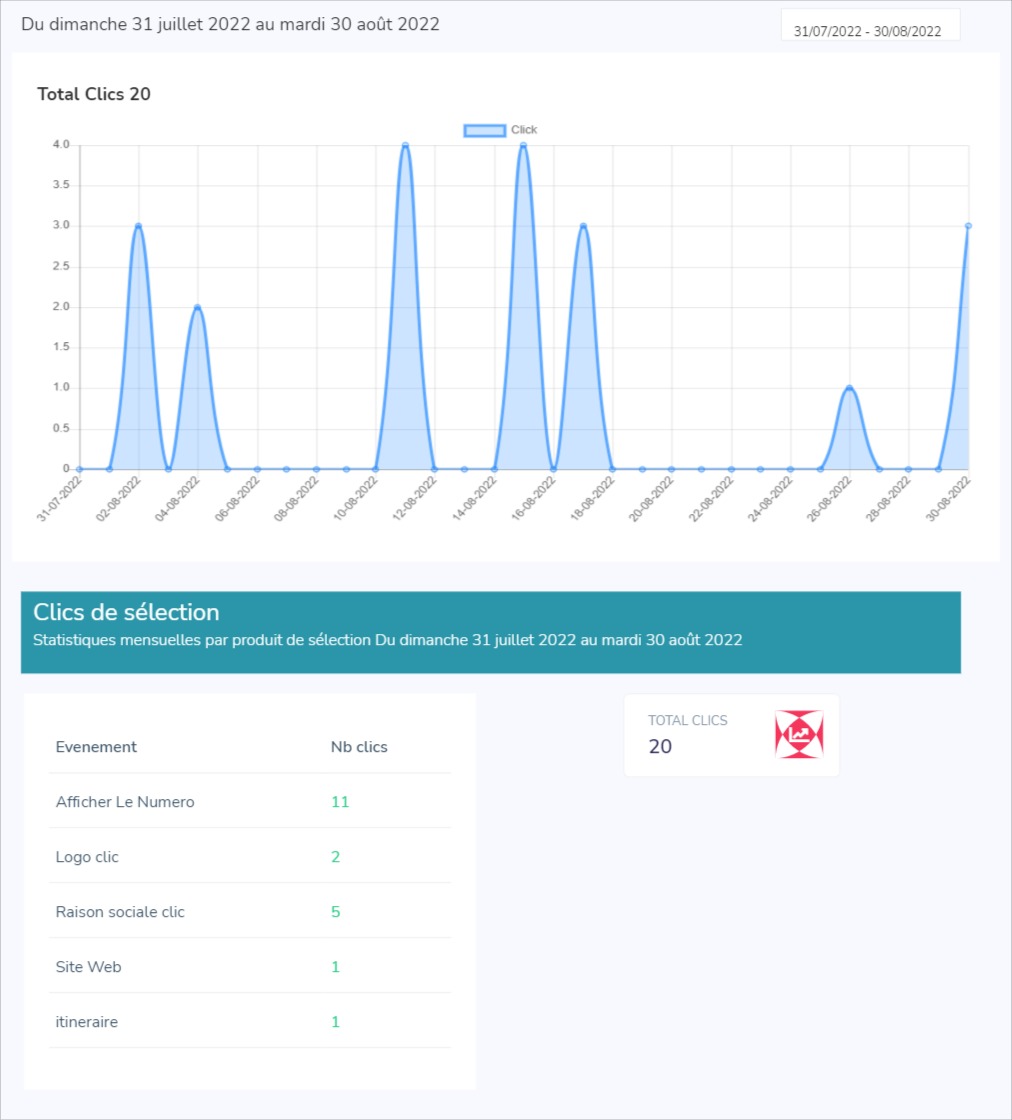 Du dimanche 31 juillet 2022 au mardi 30 août 2022
31/07/2022 - 30/08/2022
Total Clics 20
Click
4.0
3.5
3.0
2.5
2.0
1.5
1.0
0.5
0
31-07-2022
02-08-2022
04-08-2022
06-08-2022
08-08-2022
10-08-2022
12-08-2022
14-08-2022
16-08-2022
18-08-2022
20-08-2022
22-08-2022
24-08-2022
26-08-2022
28-08-2022
30-08-2022
Clics de sélection
Statistiques mensuelles par produit de sélection Du dimanche 31 juillet 2022 au mardi 30 août 2022
Evenement Nb clics
Afficher Le Numero 11
Logo clic 2
Raison sociale clic 5
Site Web 1
itineraire 1
TOTAL CLICS
20